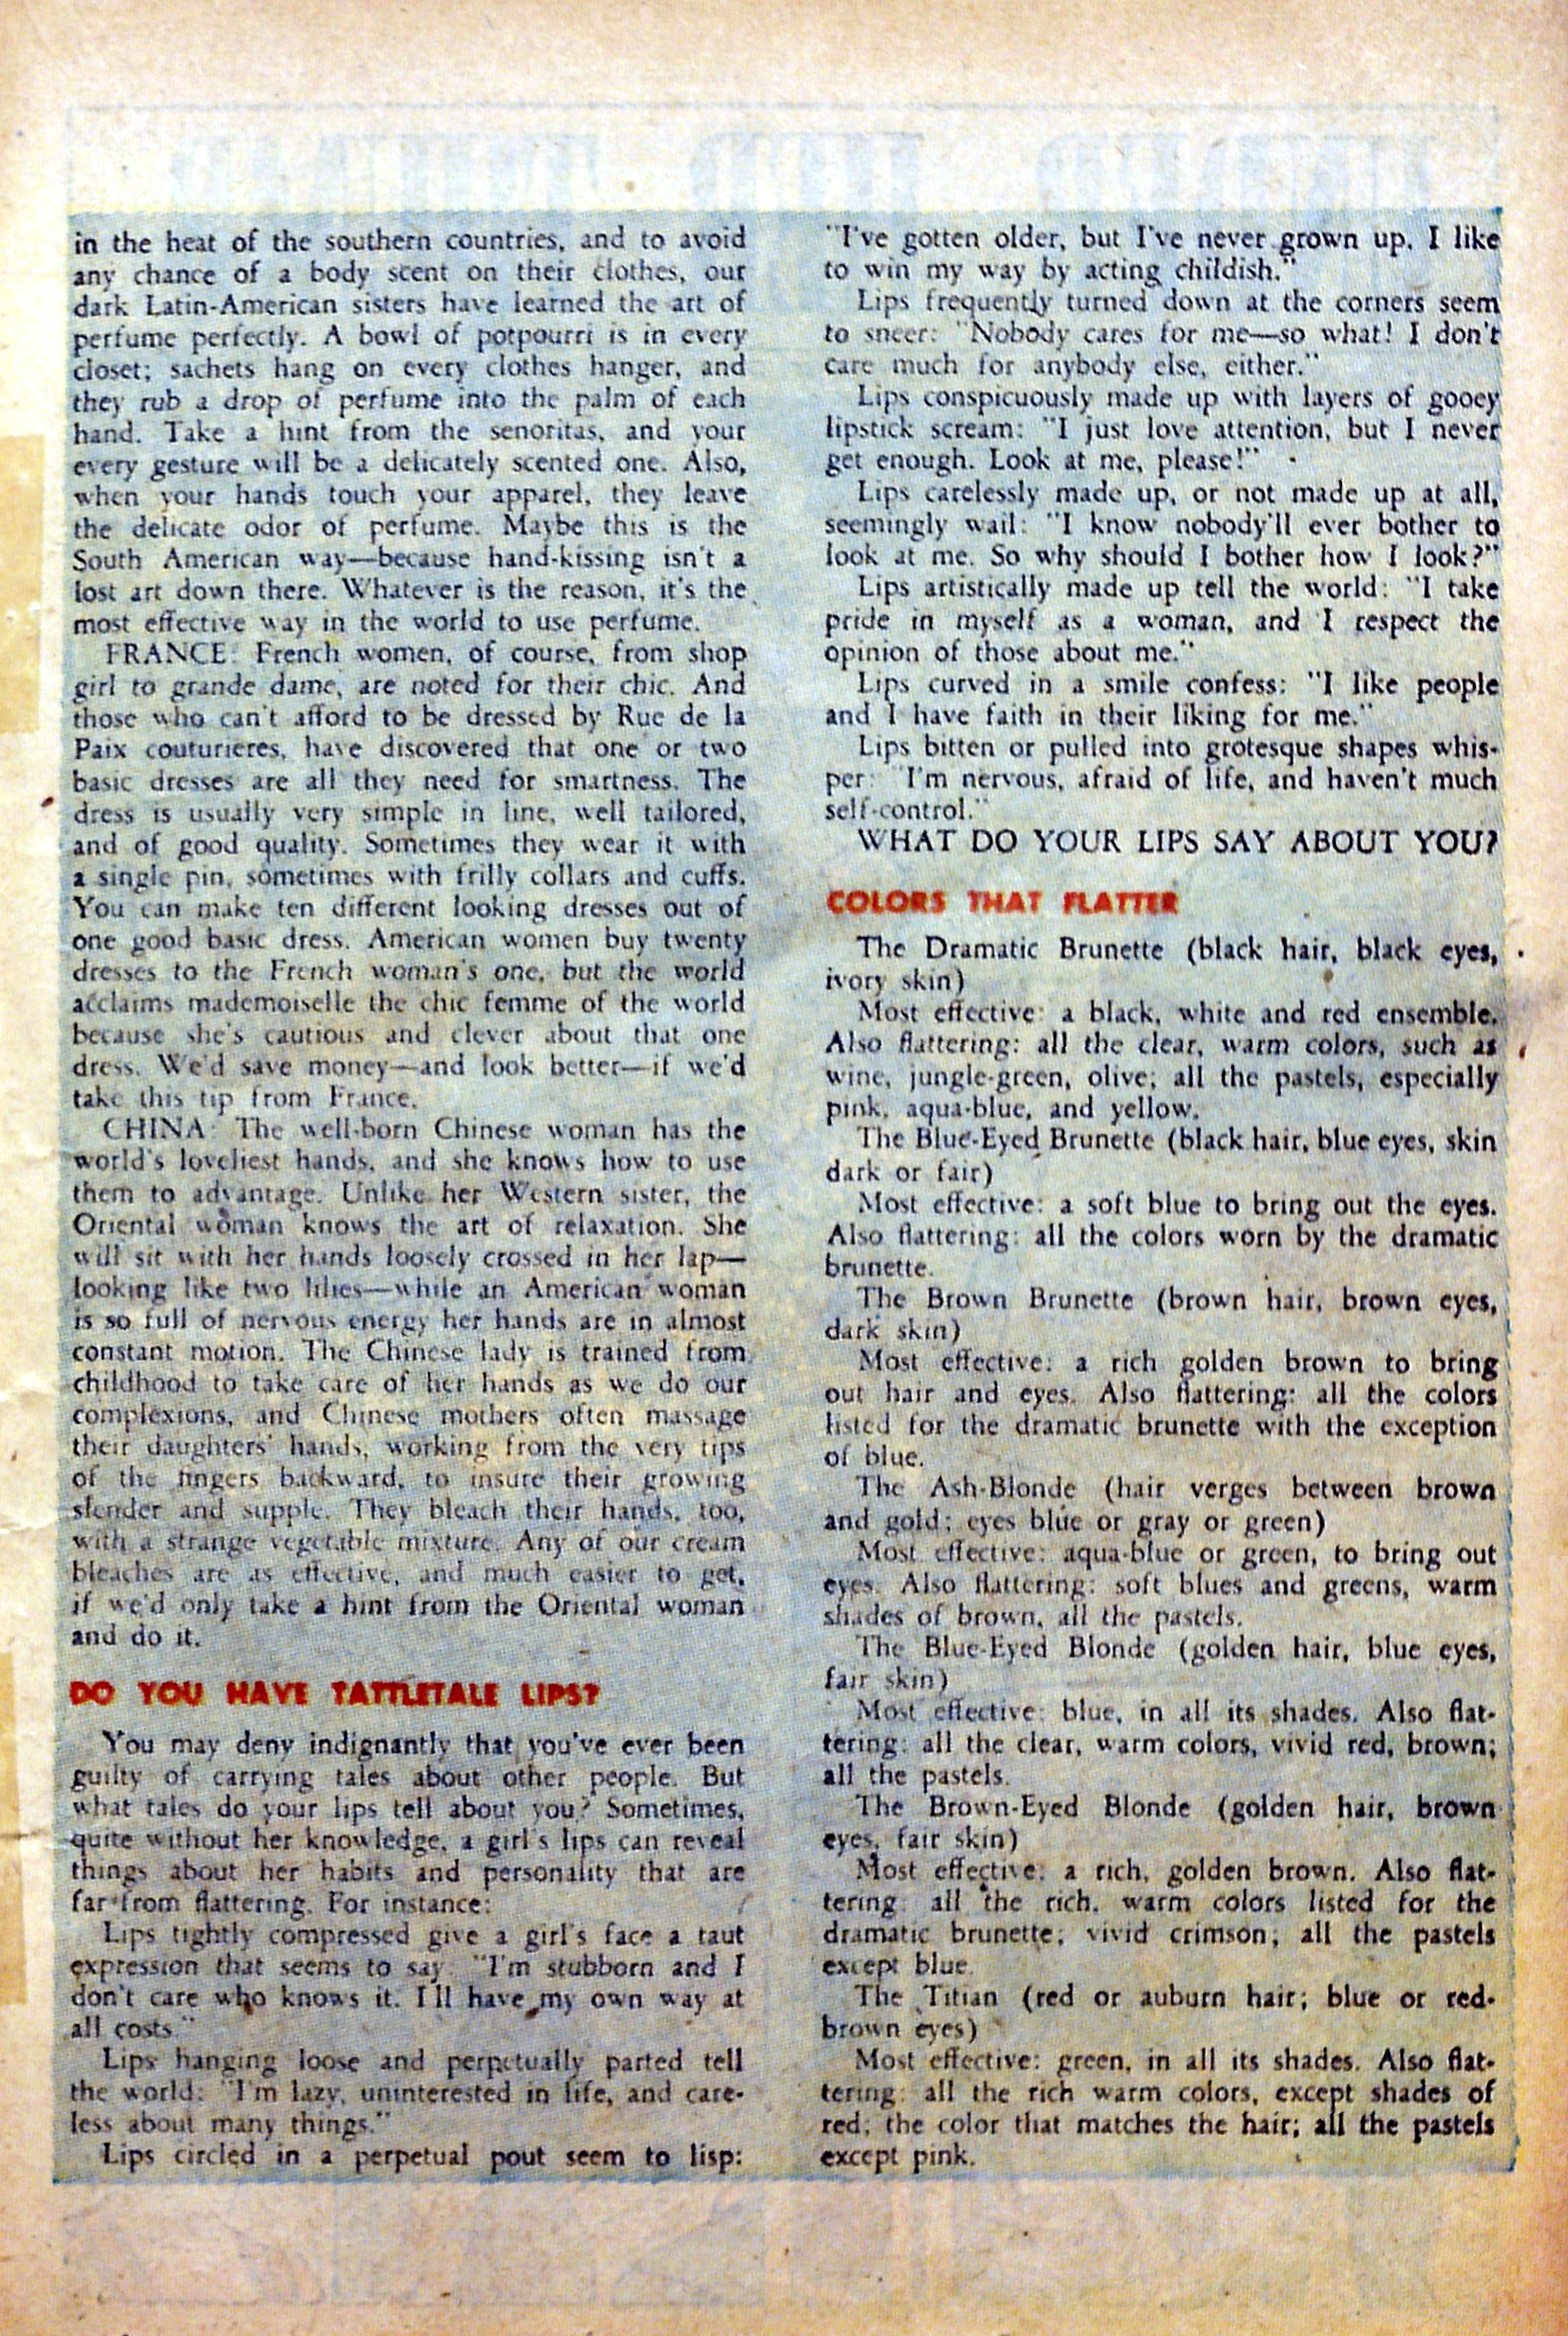 in the heat of the southern countries, and to avoid
any chance of a body scent on their clothes, our
dark Latin-American sisters have learned the art of
perfume perfectly. A bowl of potpourri is in every
closet; sachets hang on every clothes hanger, and
they rub a drop of perfume into the palm of each
hand. Take a hint from the senoritas, and your
every gesture will be a delicately scented one. Also,
when your hands touch your apparel, they leave
the delicate odor of perfume. Maybe this is the
South American way—because hand-kissing isn't a
lost art down there. Whatever is the reason, it's the
most effective way in the world to use perfume.
FRANCE: French women, of course, from shop
girl to grande dame, are noted for their chic. And
those who can't afford to be dressed by Rue de la
Paix couturieres, have discovered that one or two
basic dresses are all they need for smartness. The
dress is usually very simple in line, well tailored,
and of good quality. Sometimes they wear it with
a single pin, sometimes with frilly collars and cuffs.
You can make ten different looking dresses out of
one good basic dress. American women buy twenty
dresses to the French woman's one, but the world
acclaims mademoiselle the chic femme of the world
because she's cautious and clever about that one
dress. We'd save money—and look better—if we'd
take this tip from France.
CHINA: The well-born Chinese woman has the
world's loveliest hands, and she knows how to use
them to advantage. Unlike her Western sister, the
Oriental woman knows the art of relaxation. She
will sit with her hands loosely crossed in her lap—
looking like two lilies—while an American woman
is so full of nervous energy her hands are in almost
constant motion. The Chinese lady is trained from
childhood to take care of her hands as we do our
complexions, and Chinese mothers often massage
their daughters' hands, working from the very tips
of the fingers backward, to insure their growing
slender and supple. They bleach their hands, too,
with a strange vegetable mixture. Any of our cream
bleaches are as effective, and much easier to get,
if we'd only take a hint from the Oriental woman
and do it.
DO YOU HAVE TATTLETALE LIPS?
You may deny indignantly that you've ever been
guilty of carrying tales about other people. But
what tales do your lips tell about you? Sometimes,
quite without her knowledge, a girl's lips can reveal
things about her habits and personality that are
far from flattering. For instance:
Lips tightly compressed give a girl's face a taut
expression that seems to say: "I'm stubborn and I
don't care who knows it. I'll have my own way at
all costs."
Lips hanging loose and perpetually parted tell
the world: "I'm lazy, uninterested in life, and care-
less about many things."
Lips circled in a perpetual pout seem to lisp:
"I've gotten older, but I've never grown up. I like
to win my way by acting childish."
Lips frequently turned down at the corners seem
to sneer: "Nobody cares for me—so what! I don't
care much for anybody else, either."
Lips conspicuously made up with layers of gooey
lipstick scream: "I just love attention, but I never
get enough. Look at me, please!"
Lips carelessly made up, or not made up at all,
seemingly wail: "I know nobody'll ever bother to
look at me. So why should I bother how I look?"
Lips artistically made up tell the world: "I take
pride in myself as a woman, and I respect the
opinion of those about me."
Lips curved in a smile confess: "I like people
and I have faith in their liking for me."
Lips bitten or pulled into grotesque shapes whis-
per: "I'm nervous, afraid of life, and haven't much
self-control."
WHAT DO YOUR LIPS SAY ABOUT YOU?
COLORS THAT FLATTER
The Dramatic Brunette (black hair, black eyes,
ivory skin)
Most effective: a black, white and red ensemble.
Also flattering: all the clear, warm colors, such as
wine, jungle-green, olive; all the pastels, especially
pink, aqua-blue, and yellow.
The Blue-Eyed Brunette (black hair, blue eyes, skin
dark or fair)
Most effective: a soft blue to bring out the eyes.
Also flattering: all the colors worn by the dramatic
brunette.
The Brown Brunette (brown hair, brown eyes,
dark skin)
Most effective: a rich golden brown to bring
out hair and eyes. Also flattering: all the colors
listed for the dramatic brunette with the exception
of blue.
The Ash-Blonde (hair verges between brown
and gold; eyes blue or gray or green)
Most effective: aqua-blue or green, to bring out
eyes. Also flattering: soft blues and greens, warm
shades of brown, all the pastels.
The Blue-Eyed Blonde (golden hair, blue eyes,
fair skin)
Most effective: blue, in all its shades. Also flat-
tering: all the clear, warm colors, vivid red, brown;
all the pastels.
The Brown-Eyed Blonde (golden hair, brown
eyes, fair skin)
Most effective: a rich, golden brown. Also flat-
tering: all the rich, warm colors listed for the
dramatic brunette; vivid crimson; all the pastels
except blue.
The Titian (red or auburn hair; blue or red-
brown eyes)
Most effective: green, in all its shades. Also flat-
tering: all the rich warm colors, except shades of
red; the color that matches the hair; all the pastels
except pink.